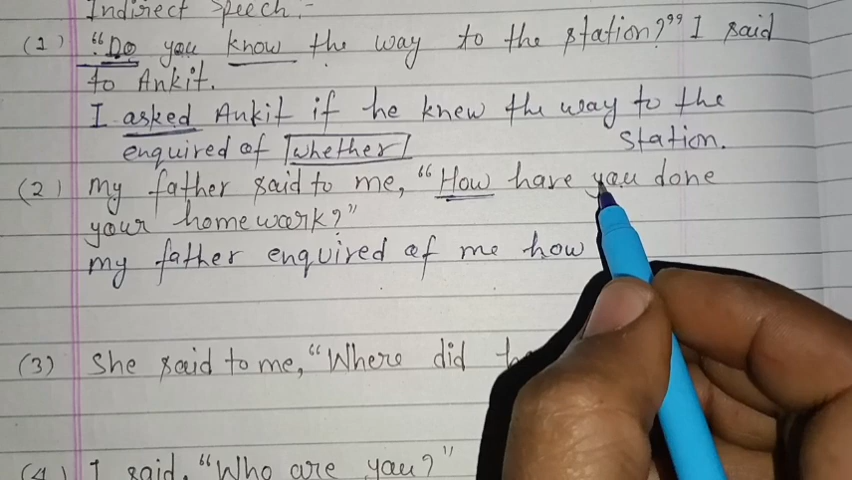 Indirect Speech:-
(1) "Do you know the way to the station?" I said
to Ankit.
I asked Ankit if he knew the way to the
enquired of whether station.
(2) My father said to me, "How have you done
your homework?"
My father enquired of me how
(3) She said to me, "Where did
(4) I said, "Who are you?"